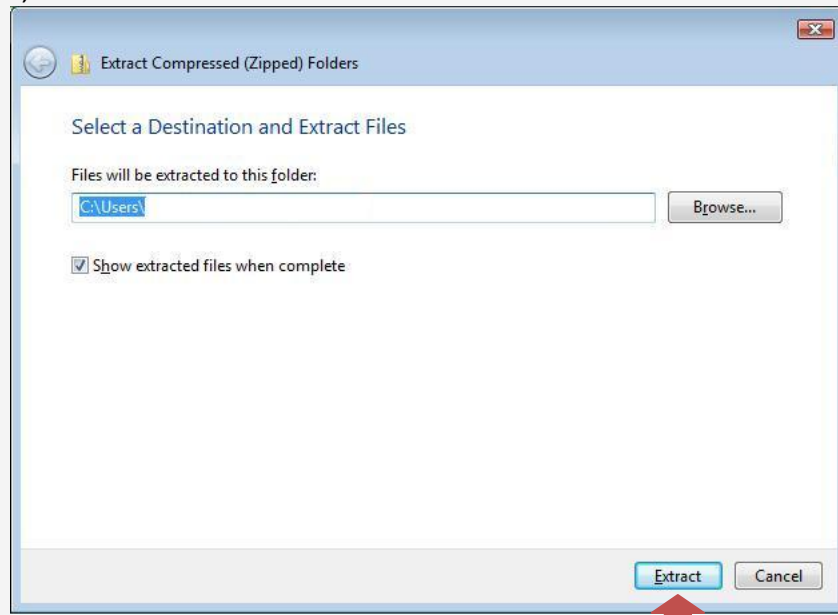 Extract Compressed (Zipped) Folders
Select a Destination and Extract Files
Files will be extracted to this folder:
C:\Users\
Browse...
Show extracted files when complete
Extract
Cancel